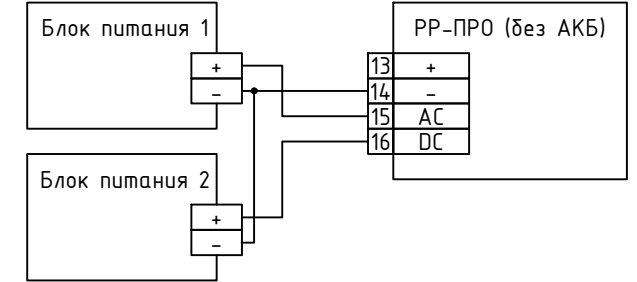 Блок питания 1
+
–
Блок питания 2
+
–
РР-ПРО (без АКБ)
13 +
14 –
15 AC
16 DC